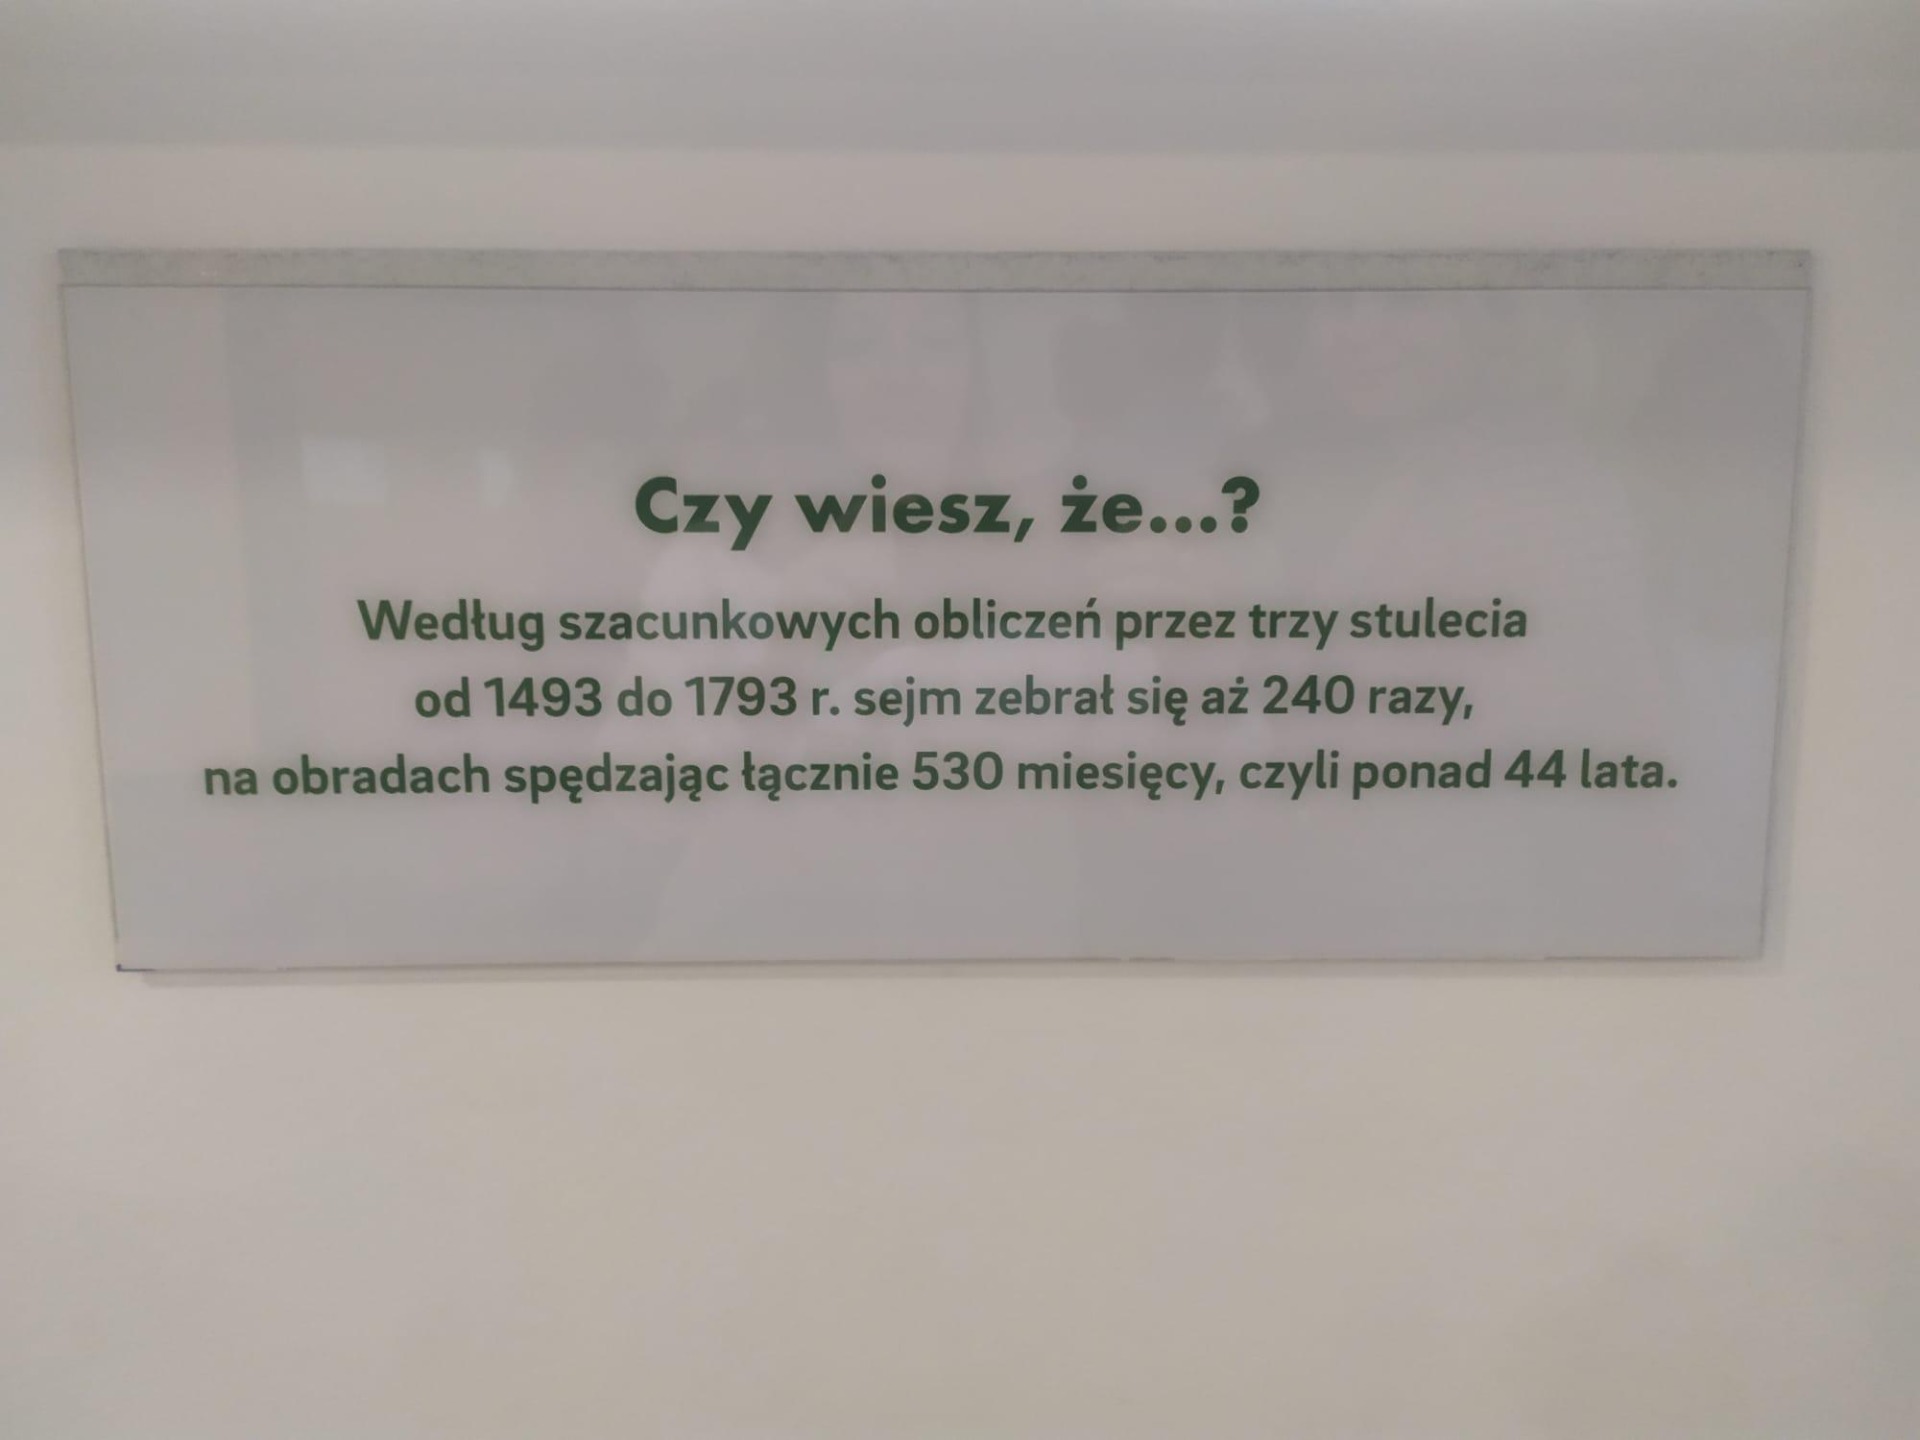 Czy wiesz, że...?
Według szacunkowych obliczeń przez trzy stulecia
od 1493 do 1793 r. sejm zebrał się aż 240 razy,
na obradach spędzając łącznie 530 miesięcy, czyli ponad 44 lata.